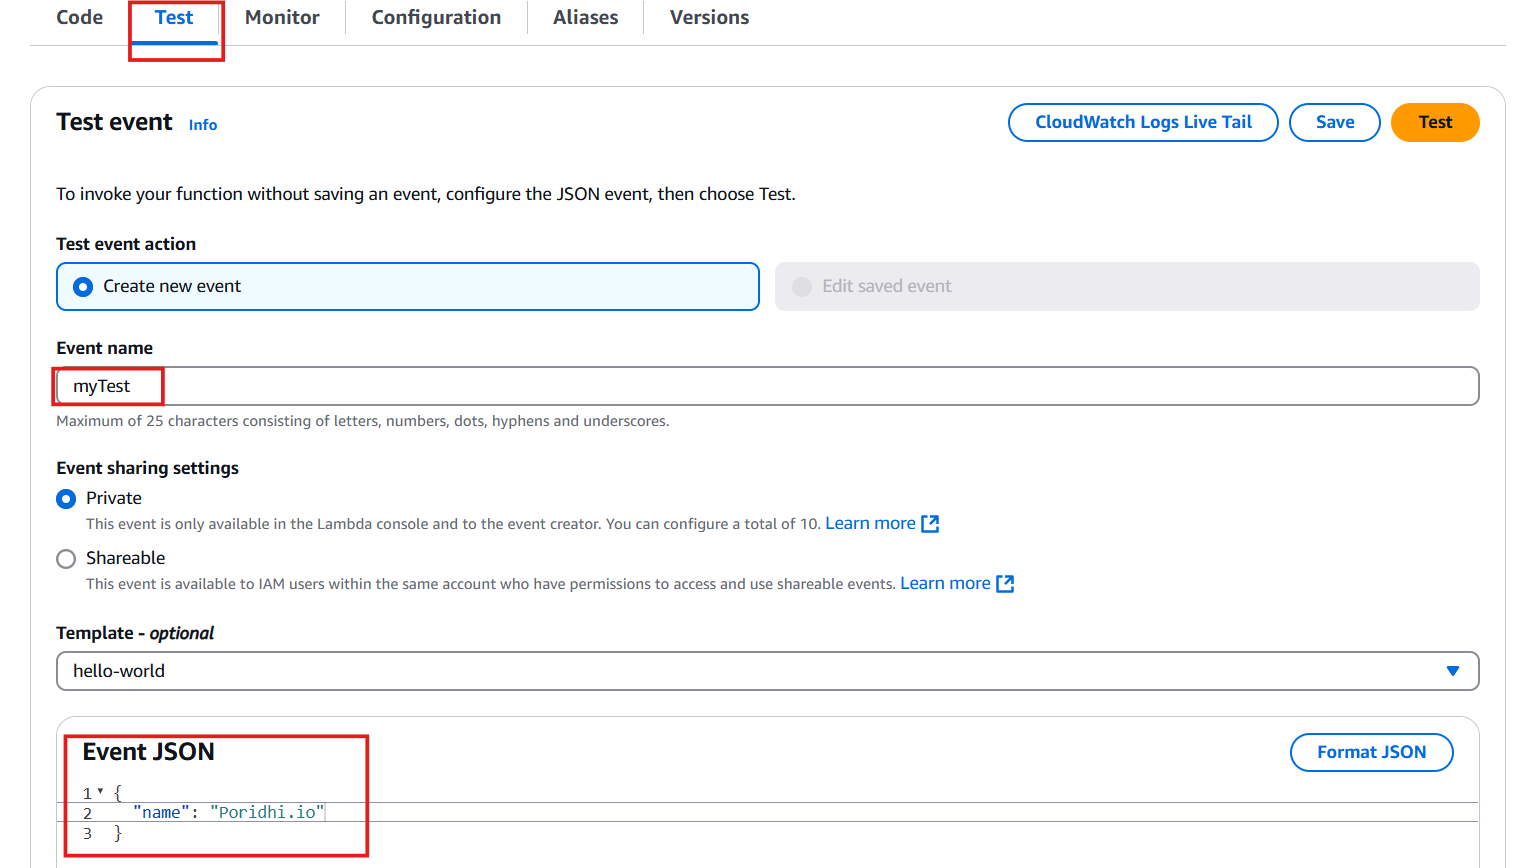 Code Test Monitor Configuration Aliases Versions
Test event Info CloudWatch Logs Live Tail Save Test
To invoke your function without saving an event, configure the JSON event, then choose Test.
Test event action
Create new event Edit saved event
Event name
myTest
Maximum of 25 characters consisting of letters, numbers, dots, hyphens and underscores.
Event sharing settings
Private
This event is only available in the Lambda console and to the event creator. You can configure a total of 10. Learn more
Shareable
This event is available to IAM users within the same account who have permissions to access and use shareable events. Learn more
Template - optional
hello-world
Event JSON Format JSON
1 {
2 "name": "Poridhi.io"
3 }